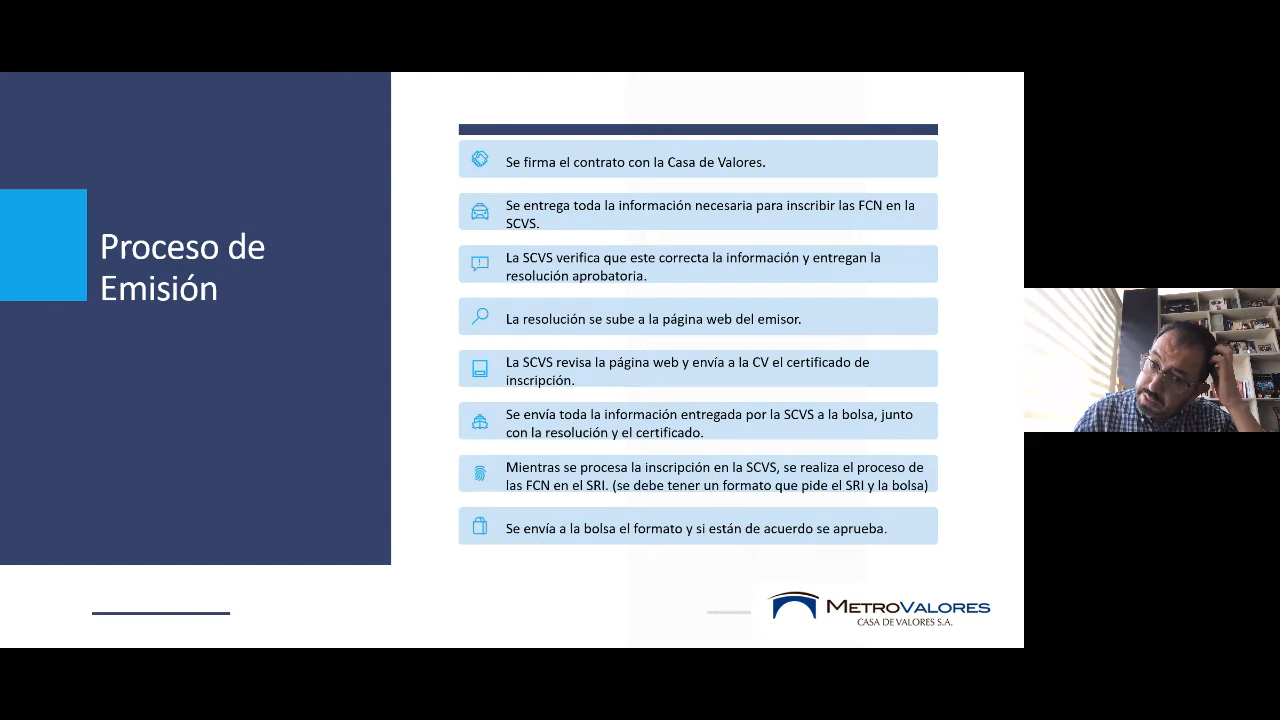 Proceso de
Emisión
Se firma el contrato con la Casa de Valores.
Se entrega toda la información necesaria para inscribir las FCN en la
SCVS.
La SCVS verifica que este correcta la información y entregan la
resolución aprobatoria.
La resolución se sube a la página web del emisor.
La SCVS revisa la página web y envía a la CV el certificado de
inscripción.
Se envía toda la información entregada por la SCVS a la bolsa, junto
con la resolución y el certificado.
Mientras se procesa la inscripción en la SCVS, se realiza el proceso de
las FCN en el SRI. (se debe tener un formato que pide el SRI y la bolsa)
Se envía a la bolsa el formato y si están de acuerdo se aprueba.
METROVALORES
CASA DE VALORES S.A.